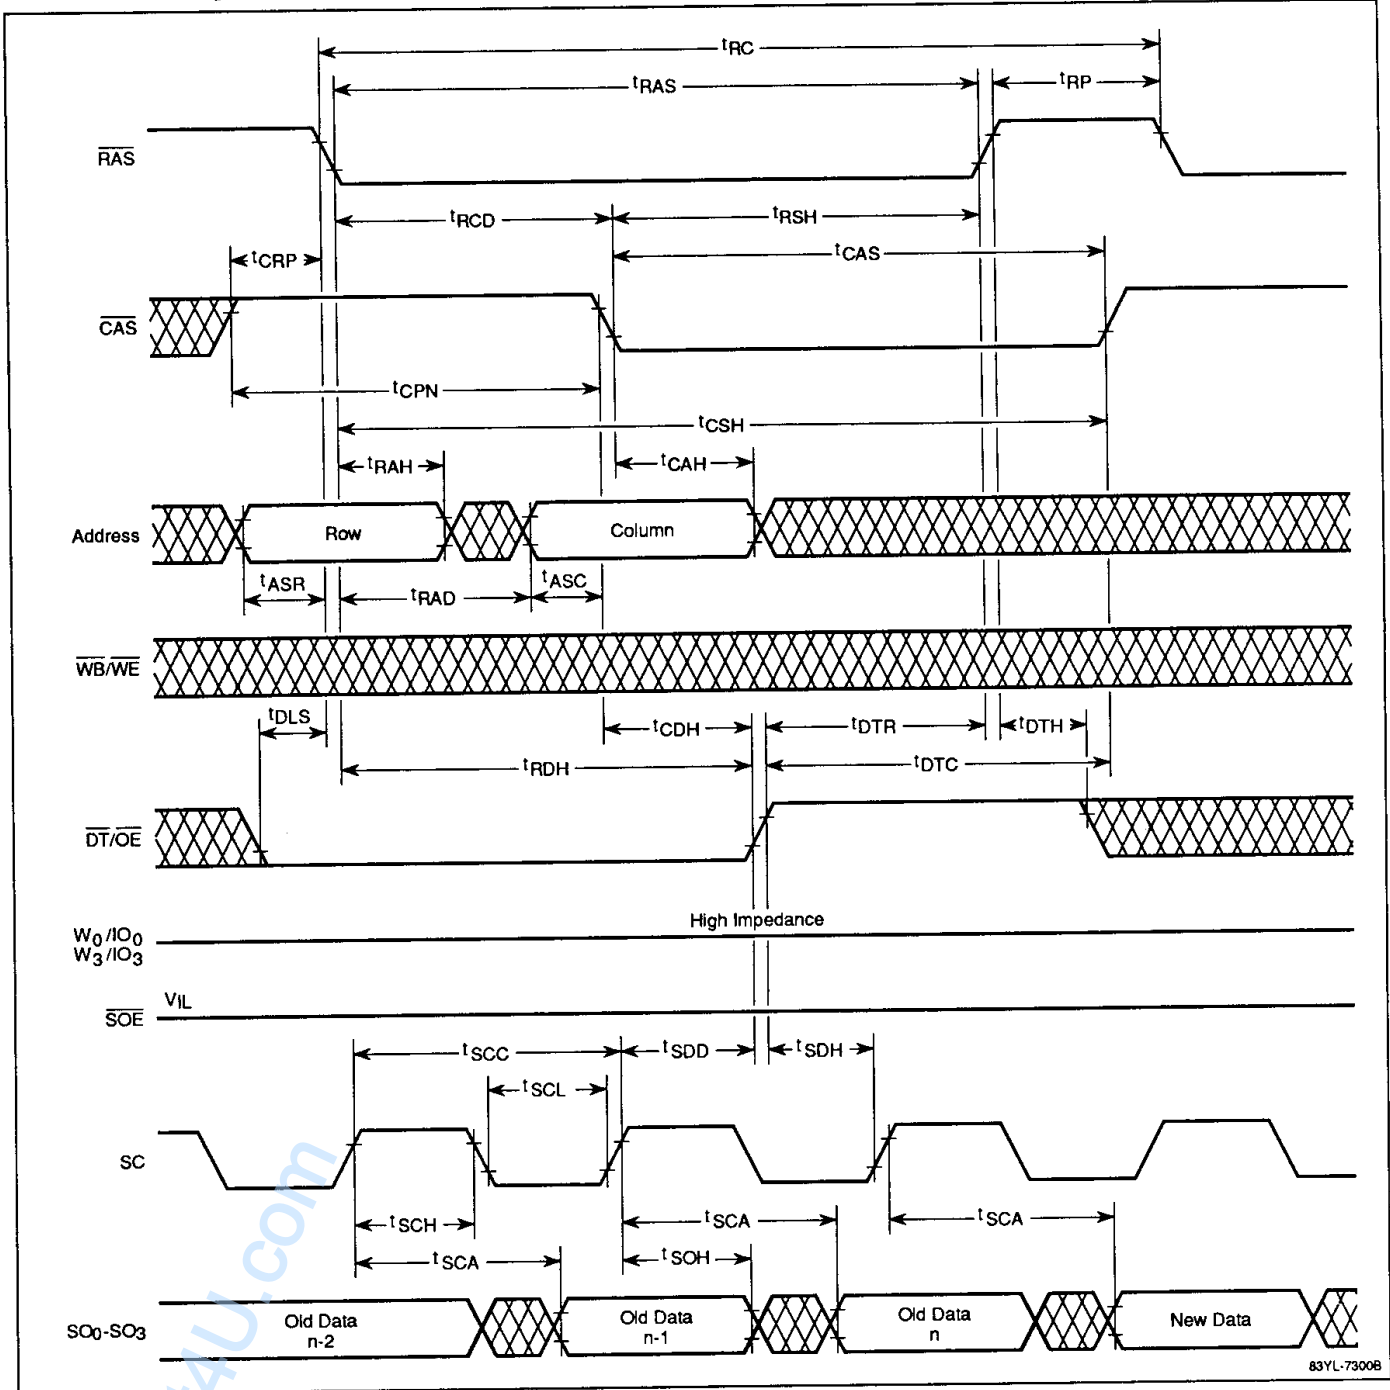 tRC
tRAS
tRP
RAS
tRCD
tRSH
tCRP
tCAS
CAS
tCPN
tCSH
tRAH
tCAH
Address
Row
Column
tASR
tRAD
tASC
WB/WE
tDLS
tCDH
tDTR
tDTH
tRDH
tDTC
DT/OE
High Impedance
W0/IO0
W3/IO3
VIL
SOE
tSCC
tSDD
tSDH
tSCL
SC
tSCH
tSCA
tSCA
tSCA
tSOH
SO0-SO3
Old Data
n-2
Old Data
n-1
Old Data
n
New Data
83YL-7300B
4U.com